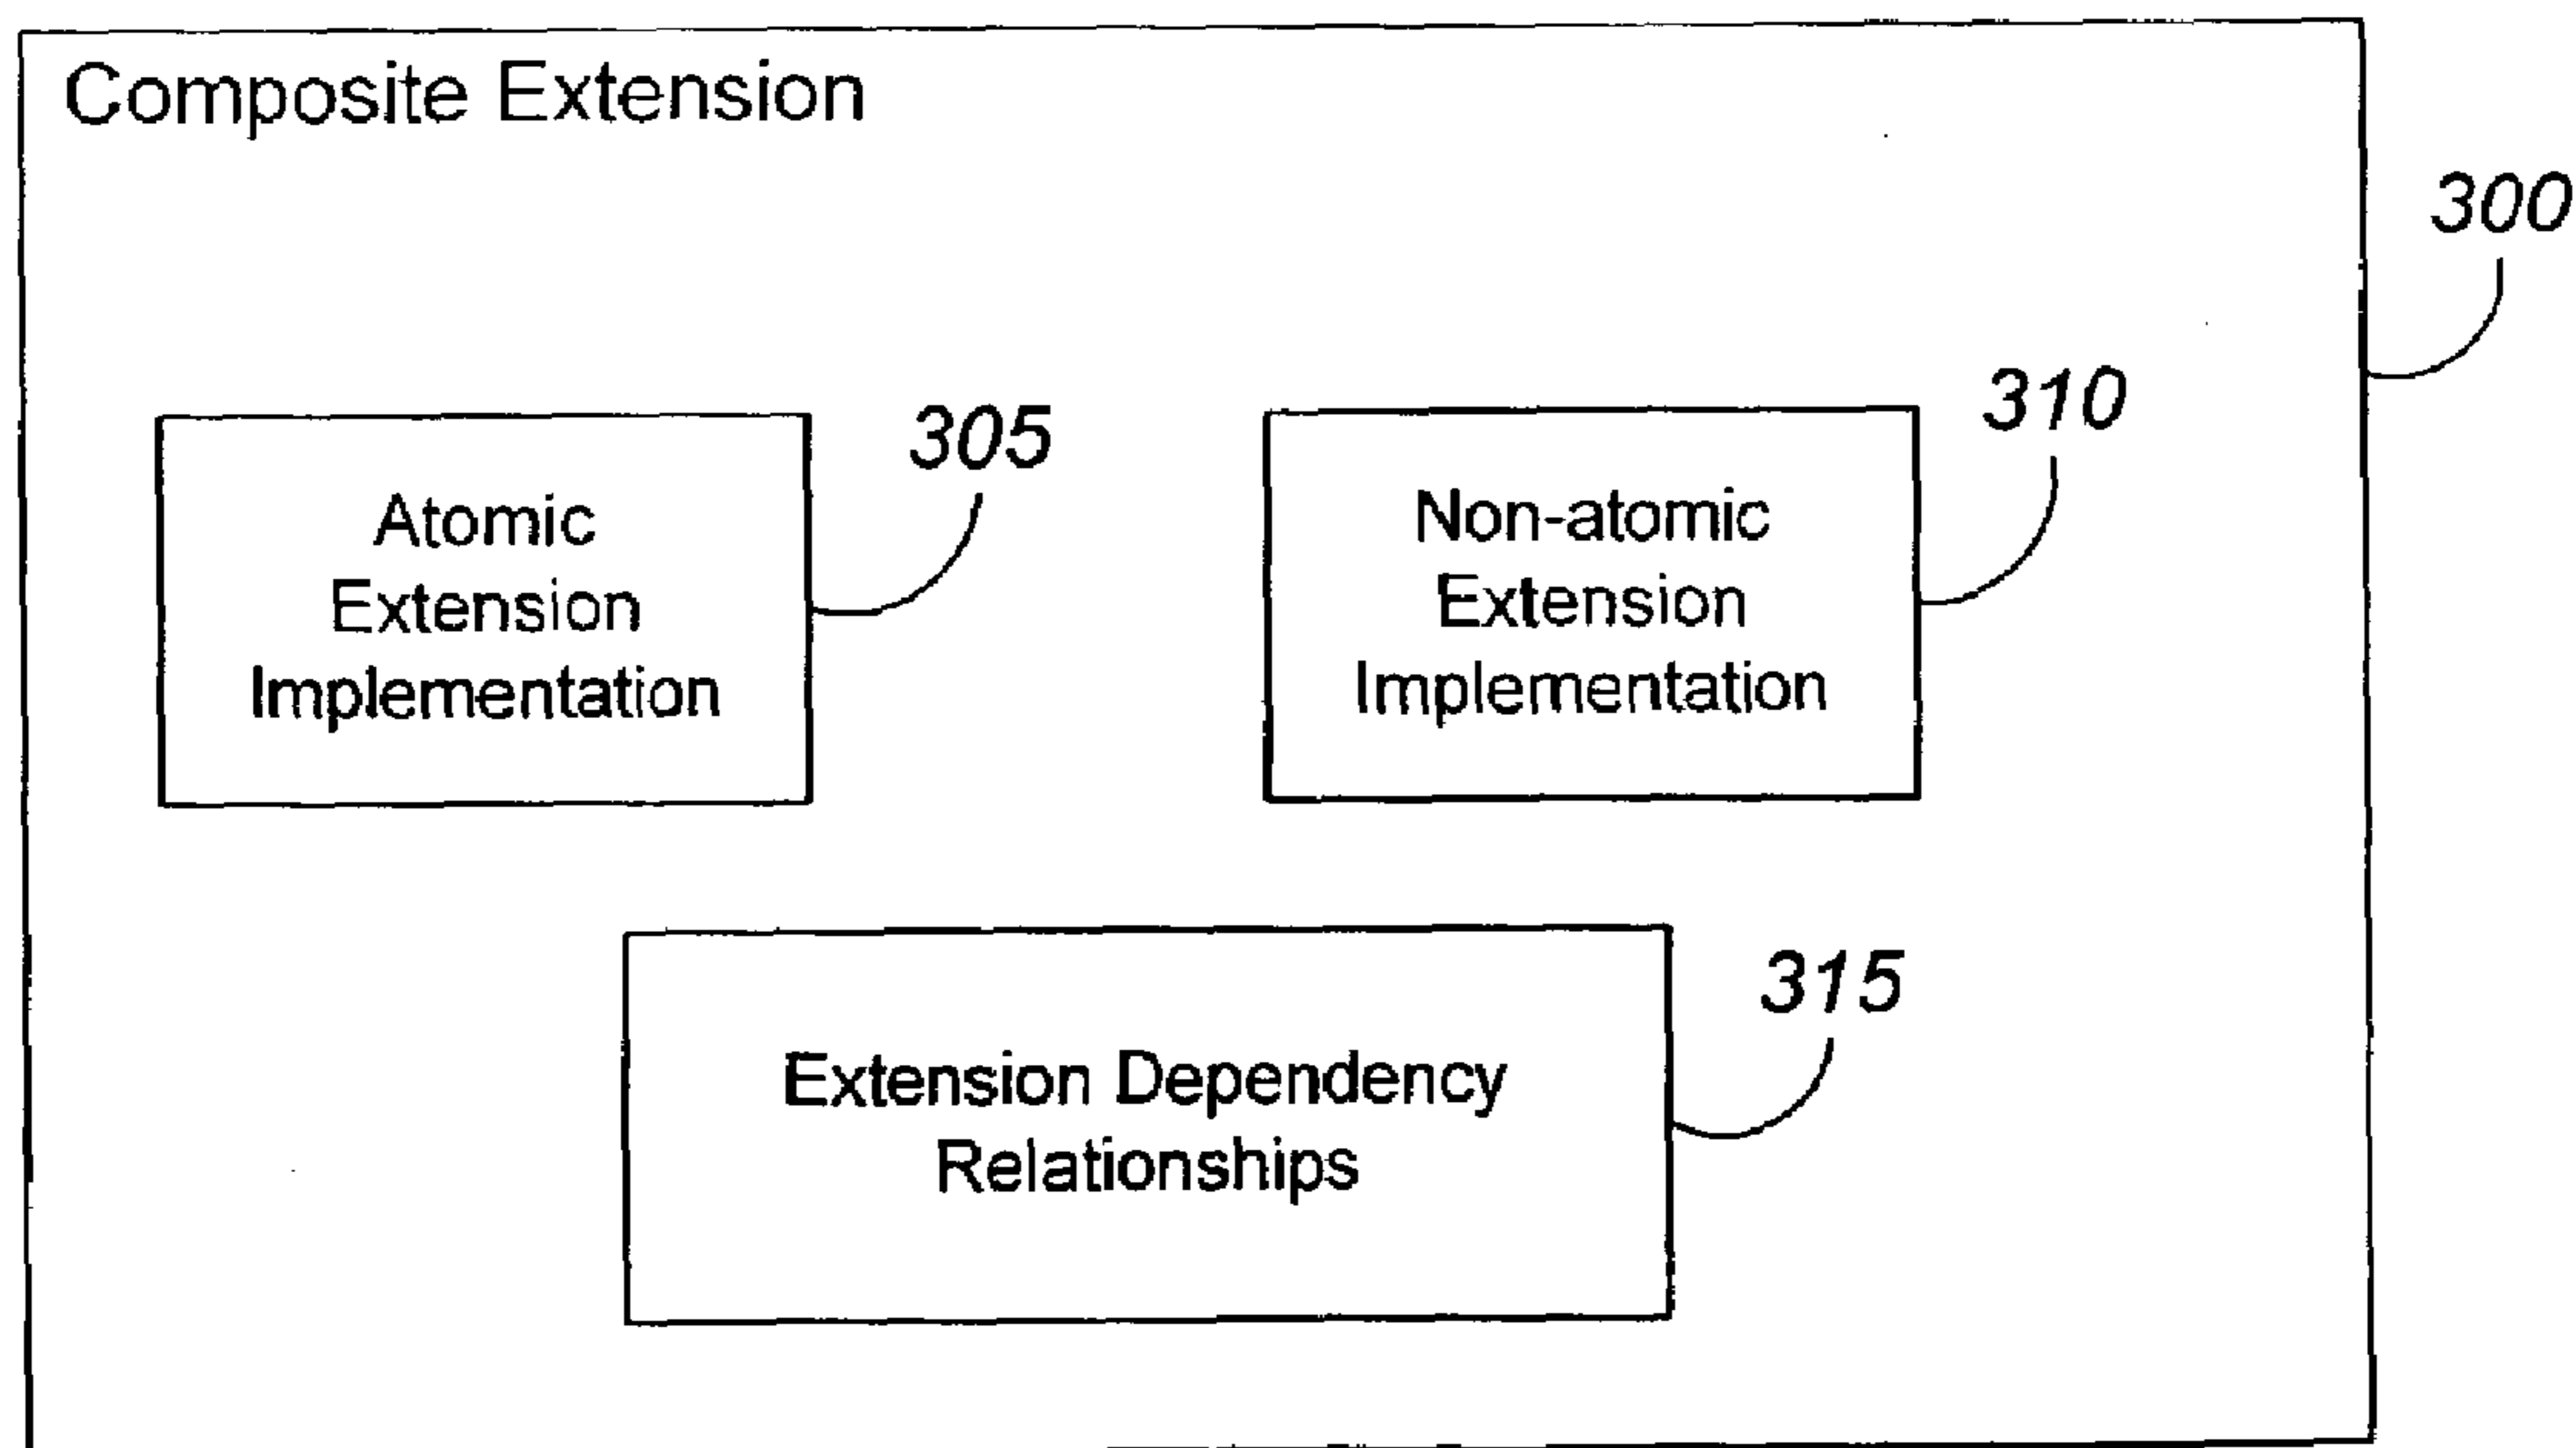 Composite Extension
300
305
310
Atomic
Extension
Implementation
Non-atomic
Extension
Implementation
315
Extension Dependency
Relationships